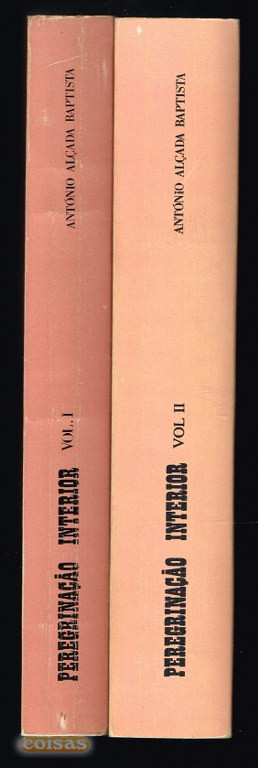 PEREGRINAÇÃO INTERIOR VOL. I ANTÓNIO ALÇADA BAPTISTA
PEREGRINAÇÃO INTERIOR VOL II ANTÓNIO ALÇADA BAPTISTA
coisas